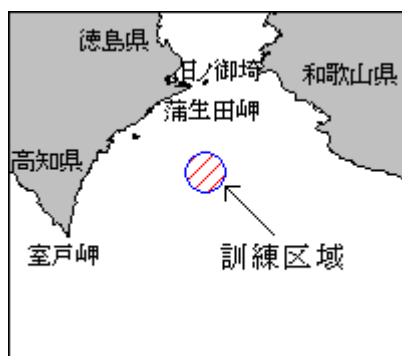 徳島県
日ノ御埼
和歌山県
蒲生田岬
高知県
室戸岬
訓練区域